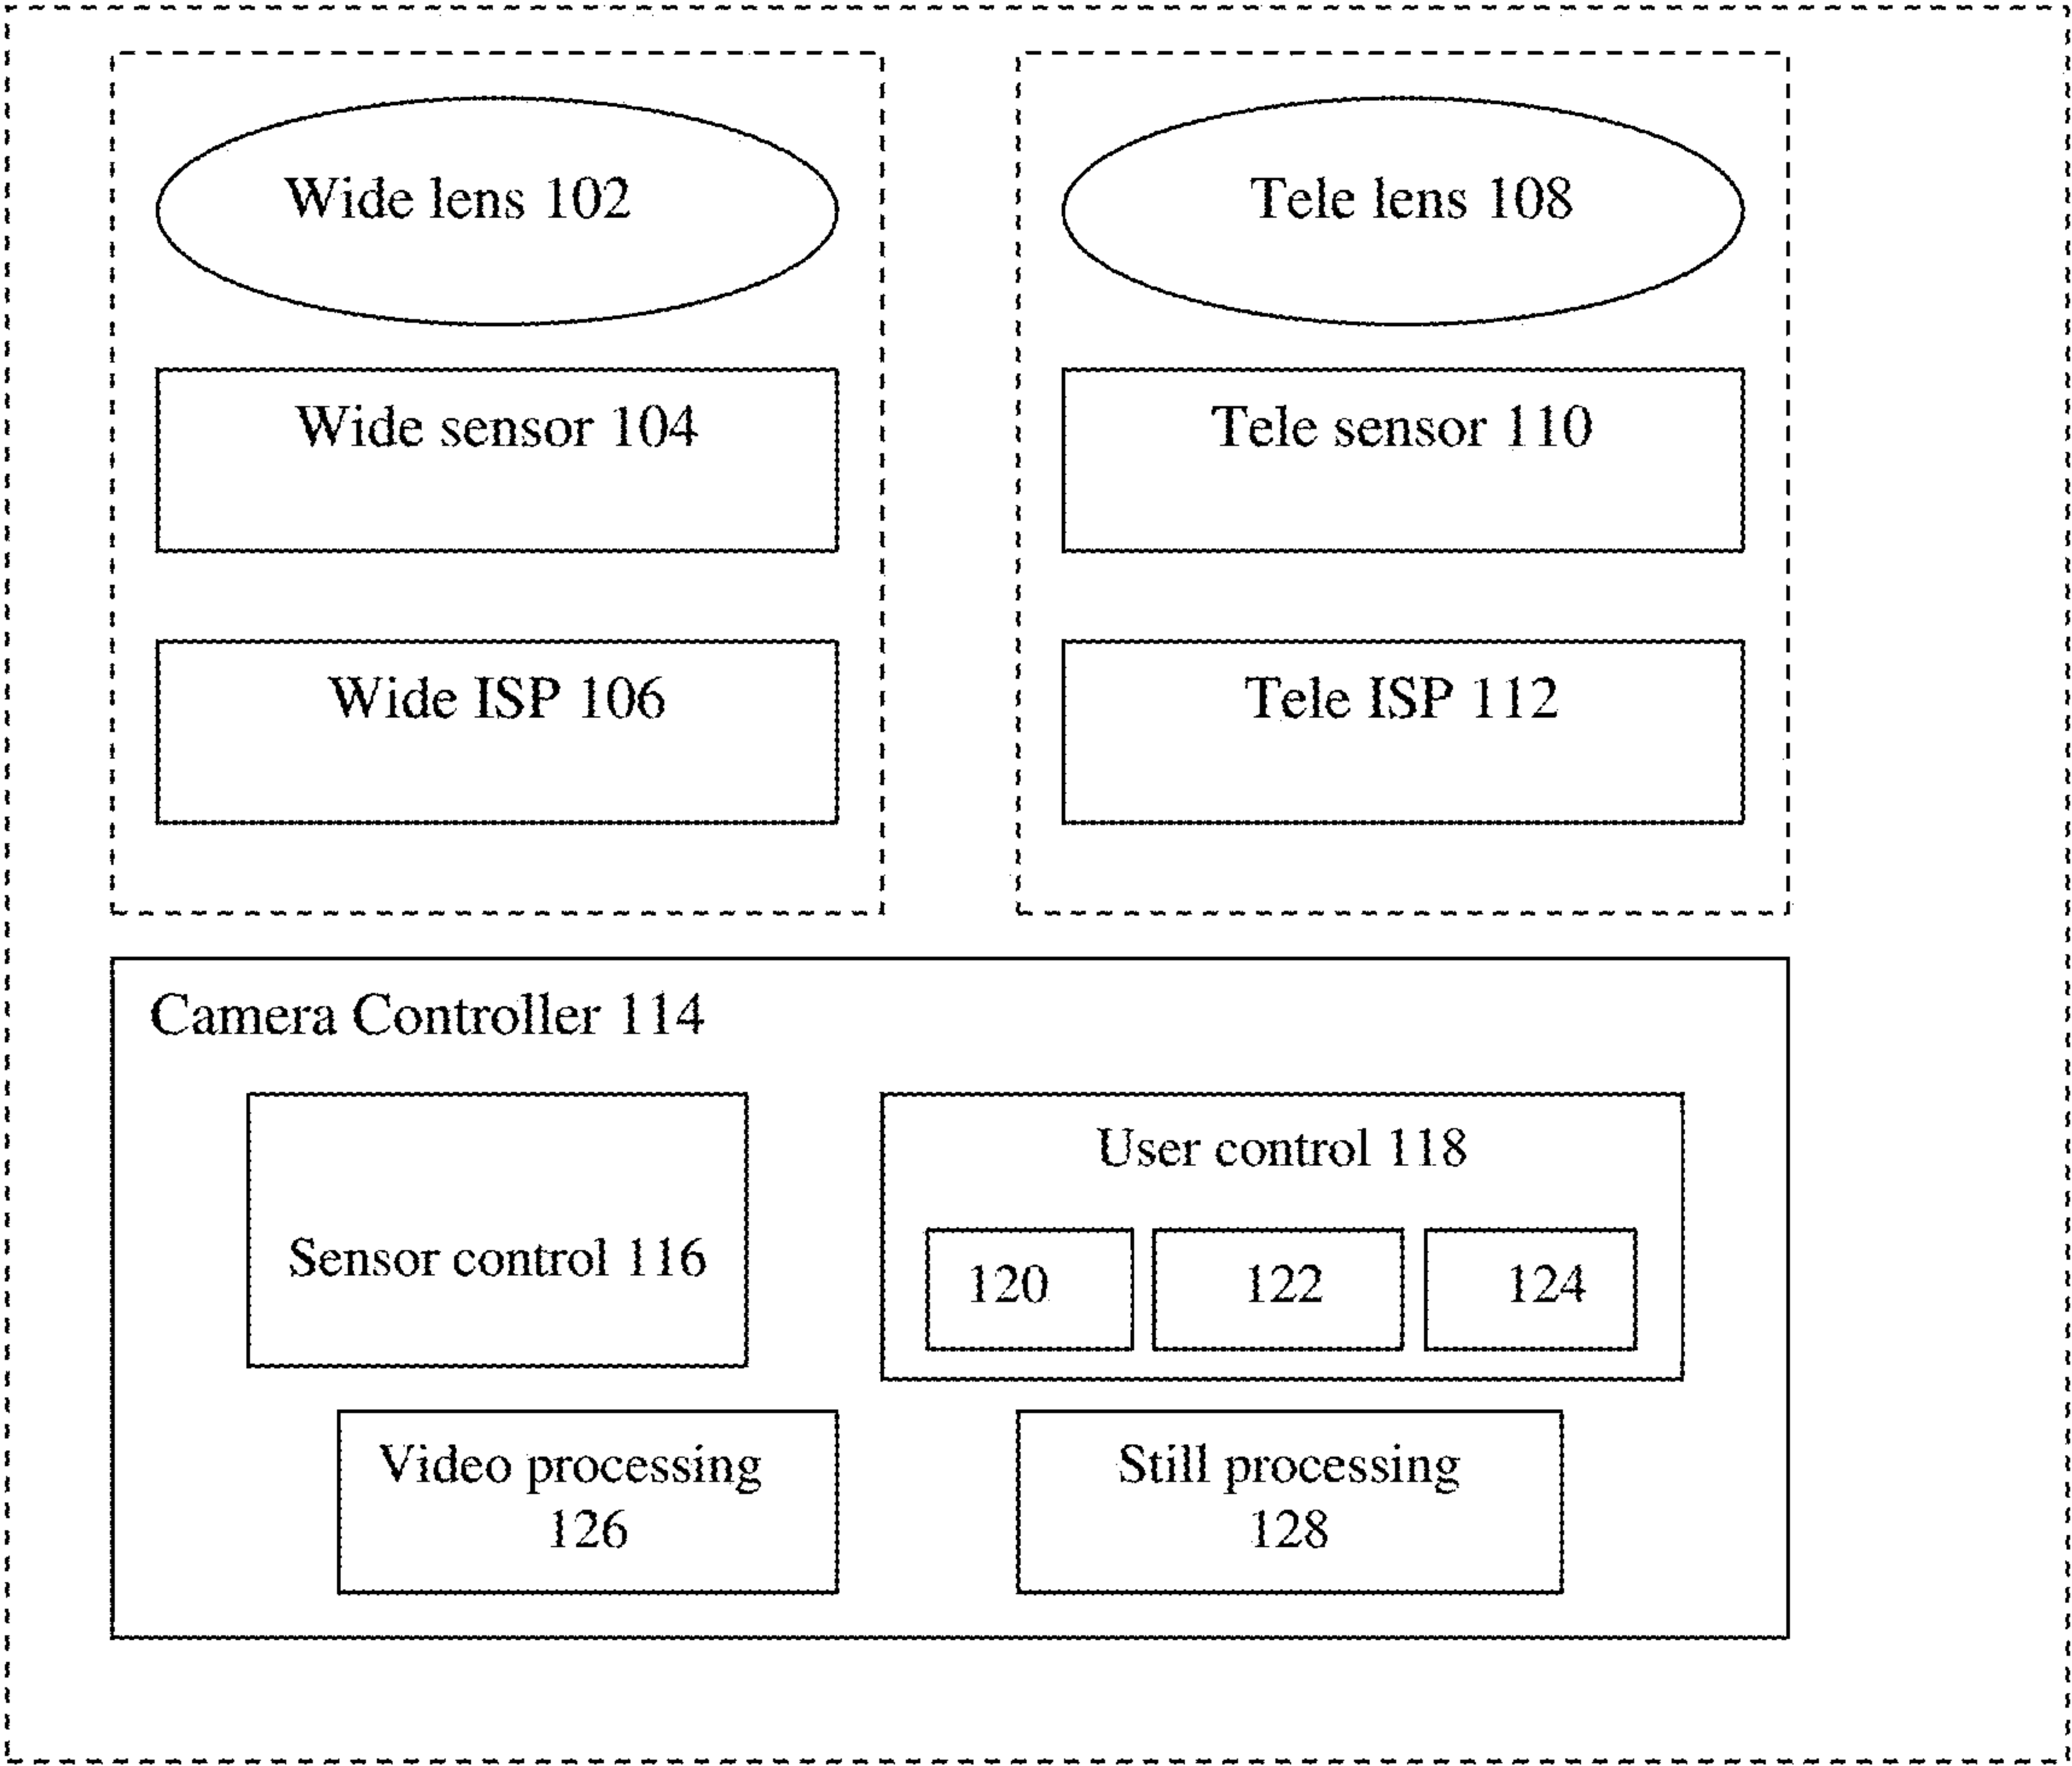 Wide lens 102
Tele lens 108
Wide sensor 104
Tele sensor 110
Wide ISP 106
Tele ISP 112
Camera Controller 114
Sensor control 116
User control 118
120
122
124
Video processing
126
Still processing
128